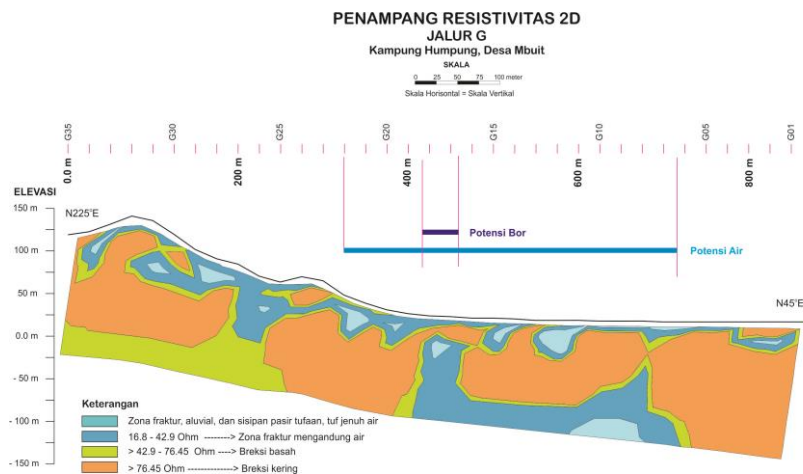 PENAMPANG RESISTIVITAS 2D
JALUR G
Kampung Humpung, Desa Mbuit
SKALA
0 25 50 75 100 meter
Skala Horisontal = Skala Vertikal
G35 G30 G25 G20 G15 G10 G05 G01
0.0 m 200 m 400 m 600 m 800 m
ELEVASI
150 m
N225°E
Potensi Bor
100 m
Potensi Air
50 m
N45°E
0.0 m
- 50 m
- 100 m
- 150 m
Keterangan
Zona fraktur, aluvial, dan sisipan pasir tufaan, tuf jenuh air
16.8 - 42.9 Ohm --------> Zona fraktur mengandung air
> 42.9 - 76.45 Ohm ----> Breksi basah
> 76.45 Ohm --------------> Breksi kering